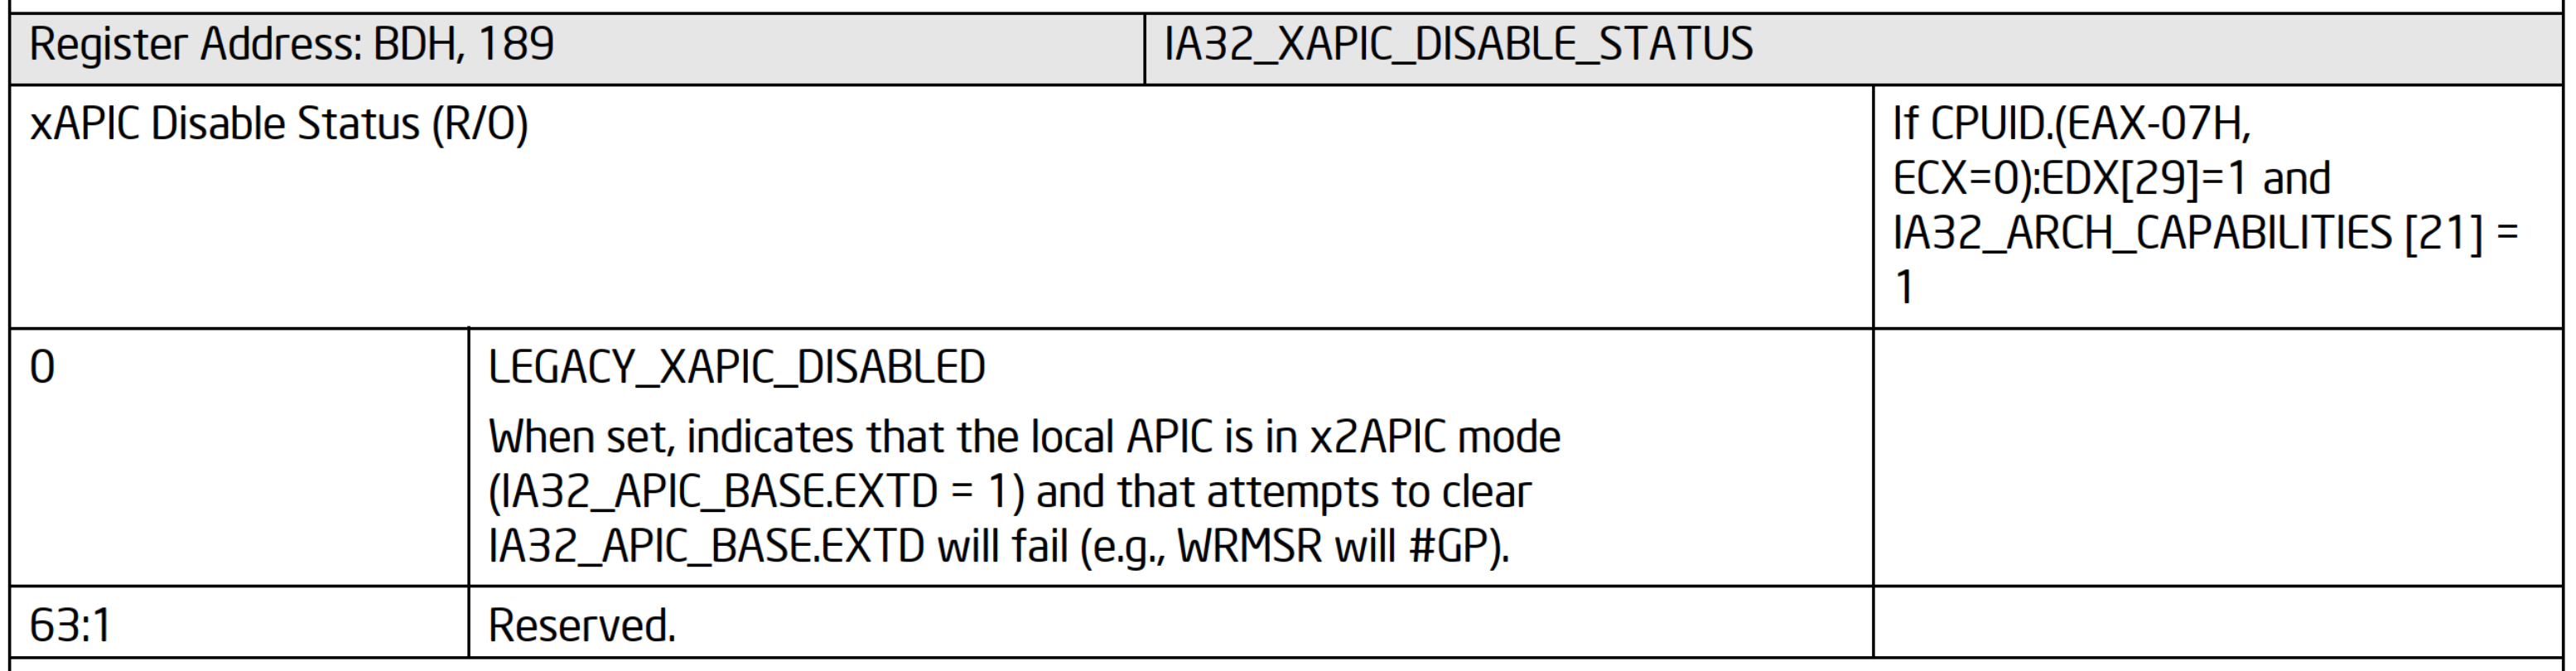 Register Address: BDH, 189
IA32_XAPIC_DISABLE_STATUS
xAPIC Disable Status (R/O)
If CPUID.(EAX-07H,
ECX=0):EDX[29]=1 and
IA32_ARCH_CAPABILITIES [21] =
1
0
LEGACY_XAPIC_DISABLED
When set, indicates that the local APIC is in x2APIC mode
(IA32_APIC_BASE.EXTD = 1) and that attempts to clear
IA32_APIC_BASE.EXTD will fail (e.g., WRMSR will #GP).
63:1
Reserved.